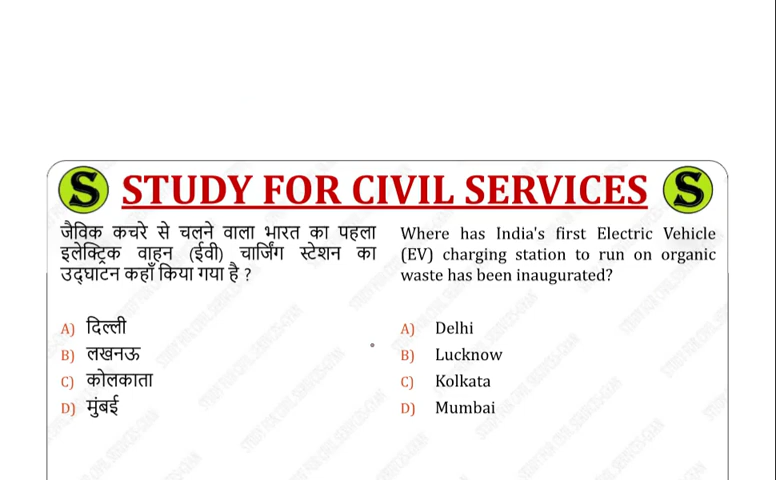 S STUDY FOR CIVIL SERVICES S
जैविक कचरे से चलने वाला भारत का पहला
इलेक्ट्रिक वाहन (ईवी) चार्जिंग स्टेशन का
उद्घाटन कहाँ किया गया है ?
A) दिल्ली
B) लखनऊ
C) कोलकाता
D) मुंबई
Where has India's first Electric Vehicle
(EV) charging station to run on organic
waste has been inaugurated?
A) Delhi
B) Lucknow
C) Kolkata
D) Mumbai